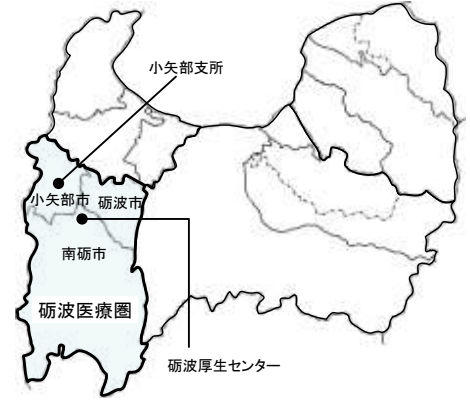 小矢部支所
小矢部市
砺波市
南砺市
砺波医療圏
砺波厚生センター